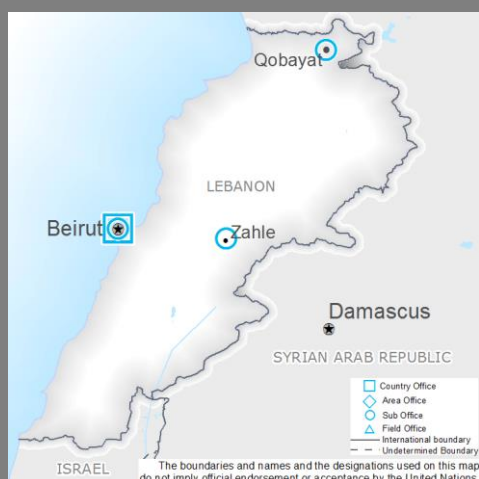 Qobayat
LEBANON
Beirut
Zahle
Damascus
SYRIAN ARAB REPUBLIC
Country Office
Area Office
Sub Office
Field Office
International boundary
Undetermined Boundary
ISRAEL
The boundaries and names and the designations used on this map
do not imply official endorsement or acceptance by the United Nations.